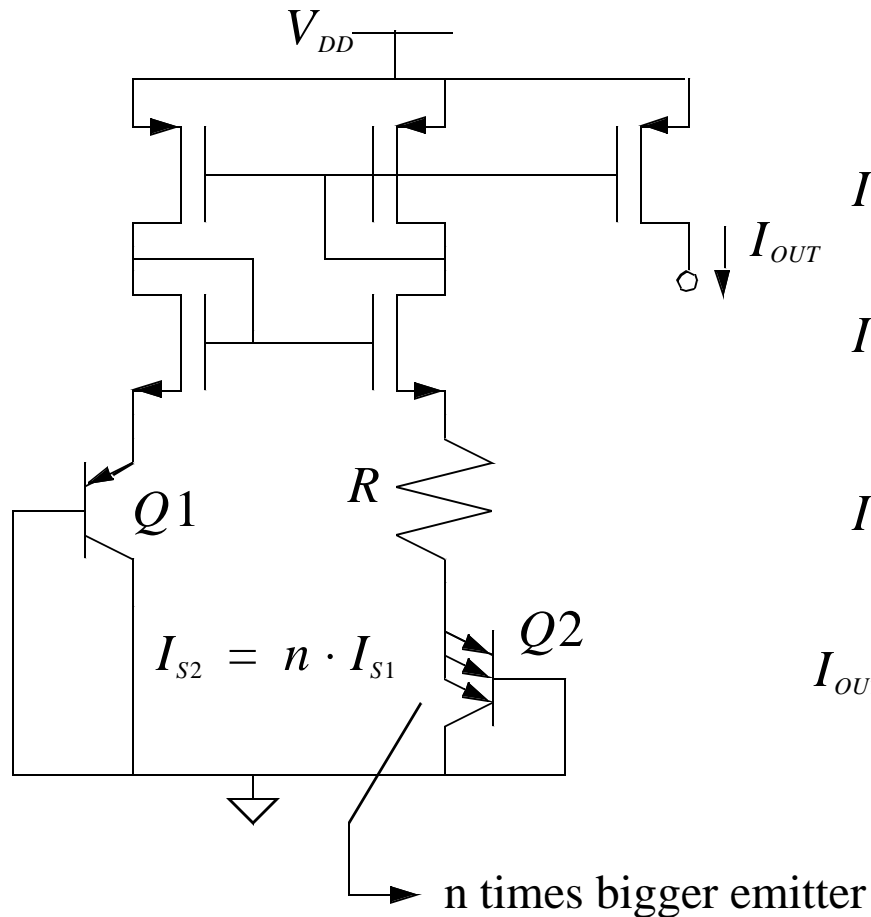 V_DD
I
I_OUT
I
R
Q1
I
Q2
I_S2 = n · I_S1
I_OU
n times bigger emitter